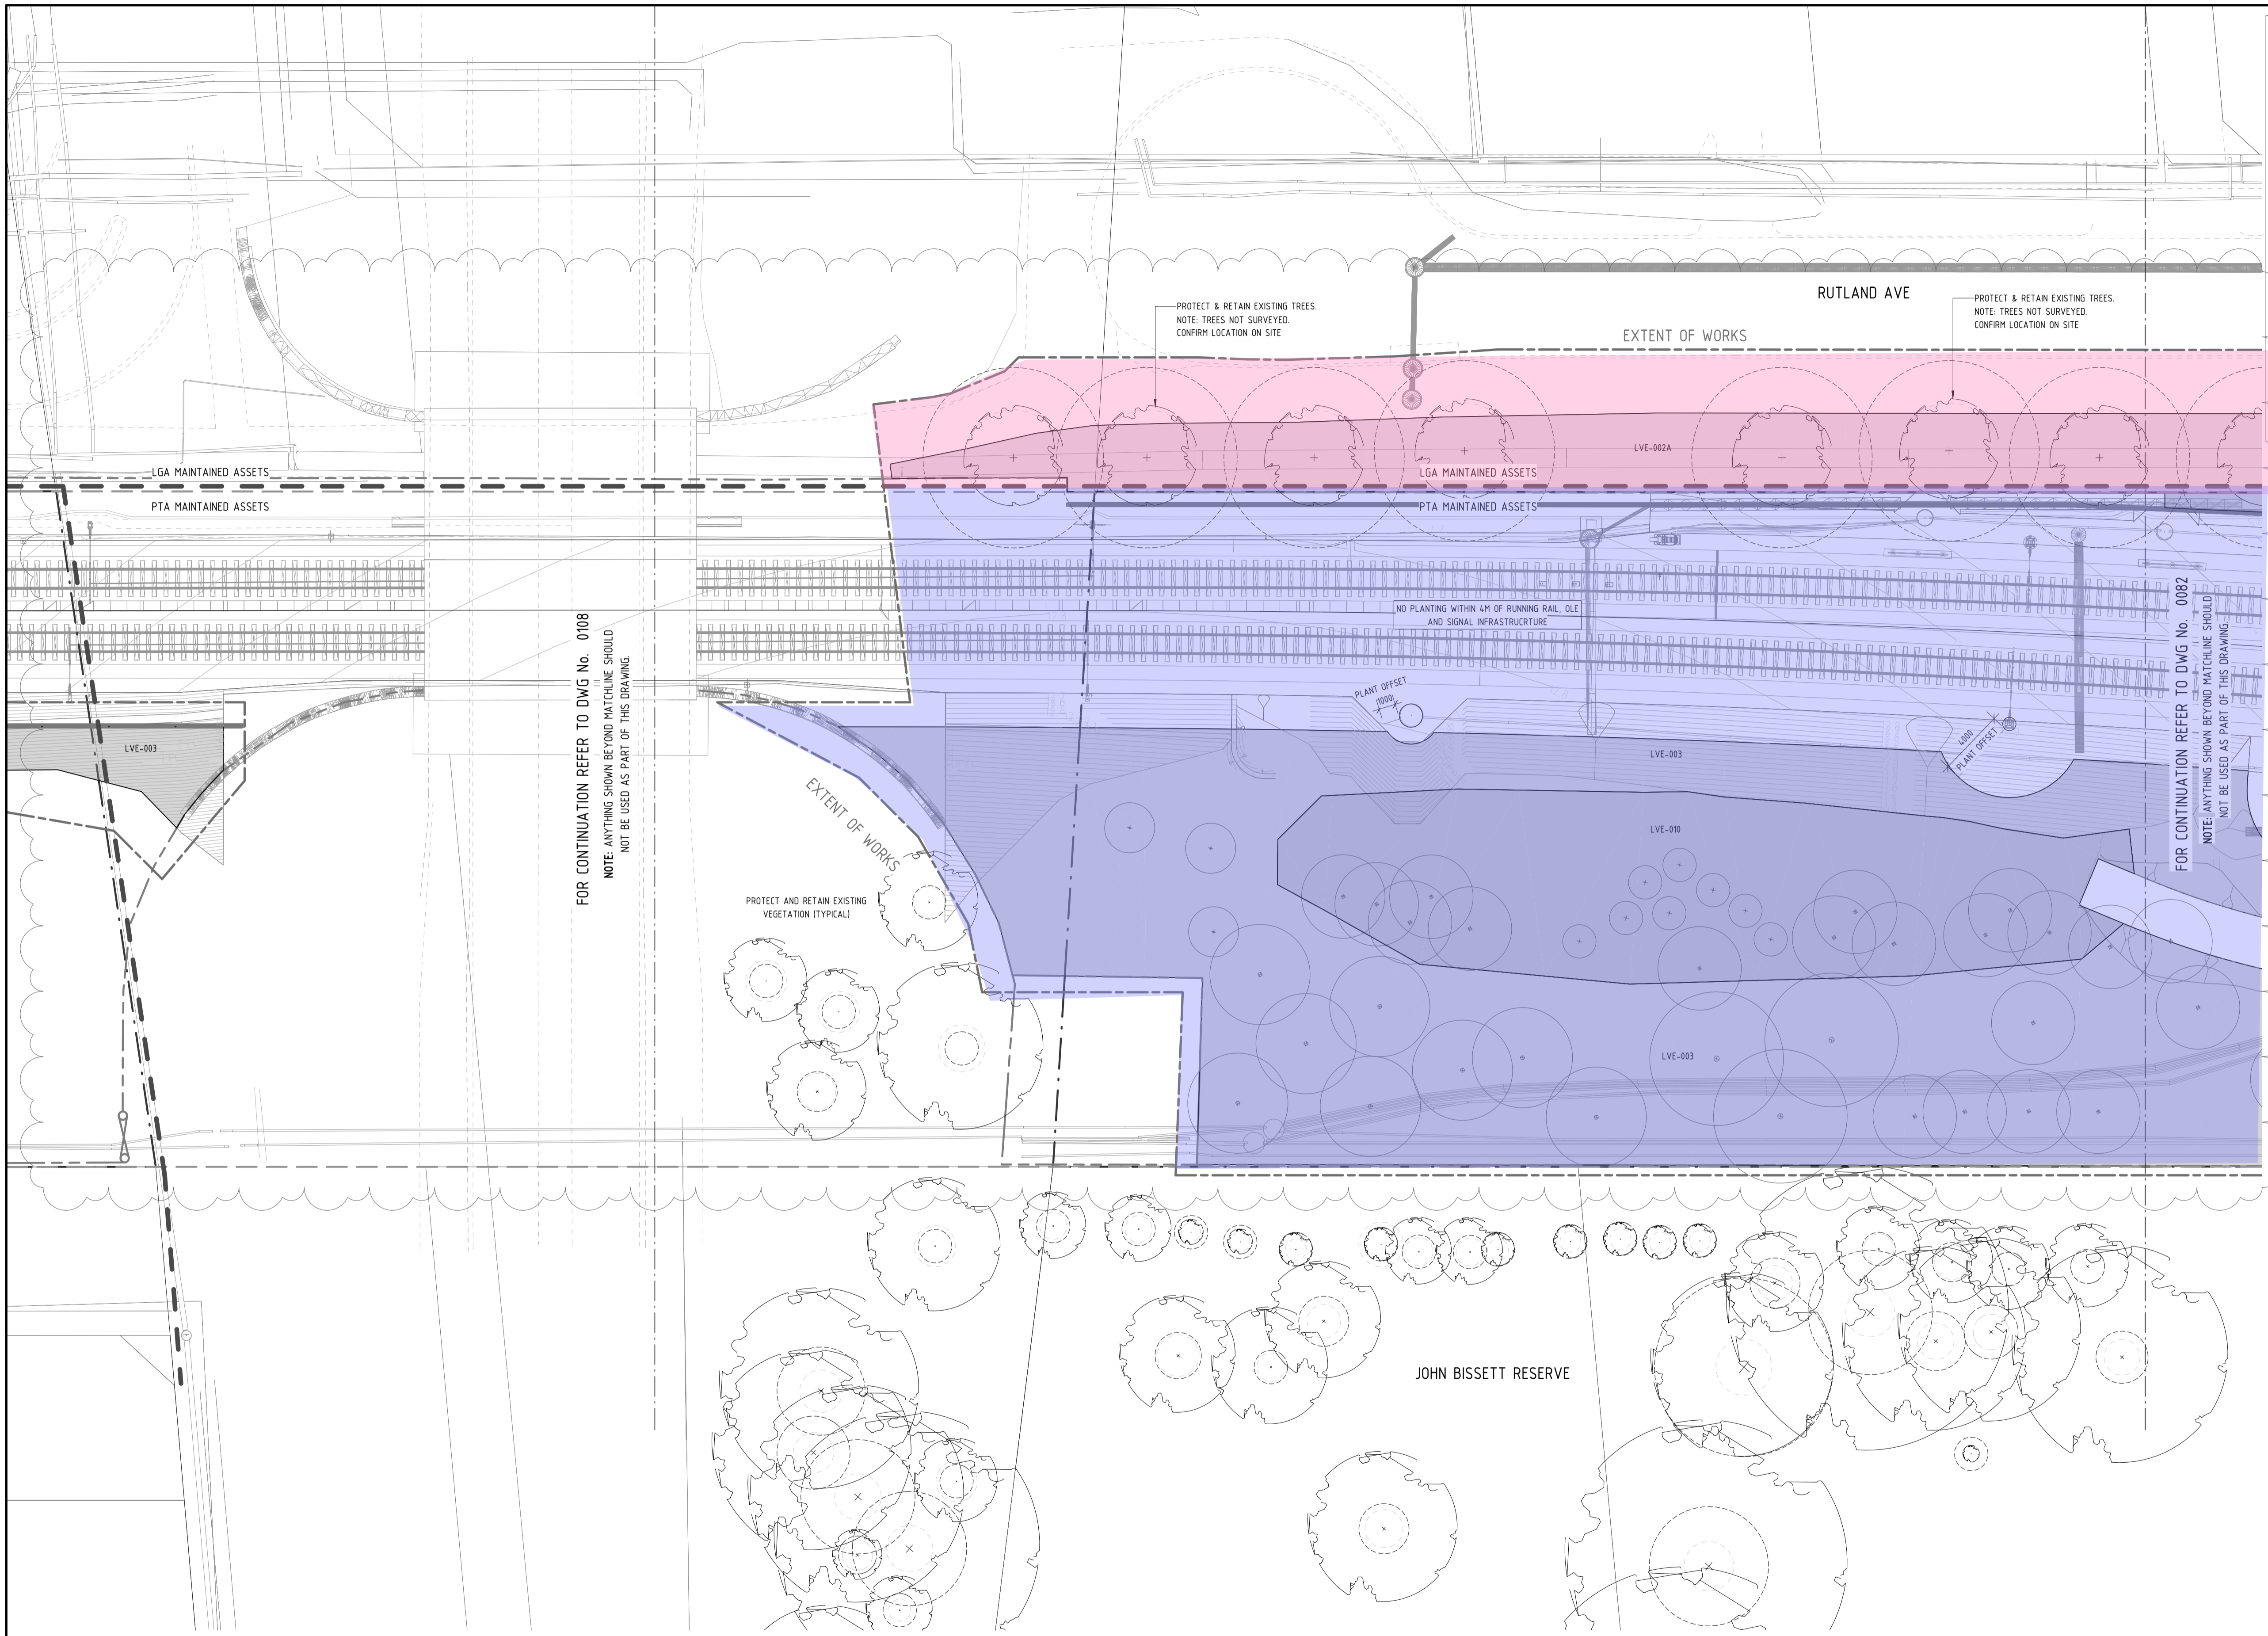 RUTLAND AVE
PROTECT & RETAIN EXISTING TREES.
NOTE: TREES NOT SURVEYED.
CONFIRM LOCATION ON SITE
PROTECT & RETAIN EXISTING TREES.
NOTE: TREES NOT SURVEYED.
CONFIRM LOCATION ON SITE
EXTENT OF WORKS
LVE-002A
LGA MAINTAINED ASSETS
LGA MAINTAINED ASSETS
PTA MAINTAINED ASSETS
PTA MAINTAINED ASSETS
NO PLANTING WITHIN 4M OF RUNNING RAIL, OLE
AND SIGNAL INFRASTRUCRTURE
FOR CONTINUATION REFER TO DWG No. 0108
NOTE: ANYTHING SHOWN BEYOND MATCHLINE SHOULD
NOT BE USED AS PART OF THIS DRAWING.
FOR CONTINUATION REFER TO DWG No. 0082
NOTE: ANYTHING SHOWN BEYOND MATCHLINE SHOULD
NOT BE USED AS PART OF THIS DRAWING.
PLANT OFFSET
1000
4000
PLANT OFFSET
LVE-003
LVE-003
EXTENT OF WORKS
LVE-010
PROTECT AND RETAIN EXISTING
VEGETATION (TYPICAL)
LVE-003
JOHN BISSETT RESERVE